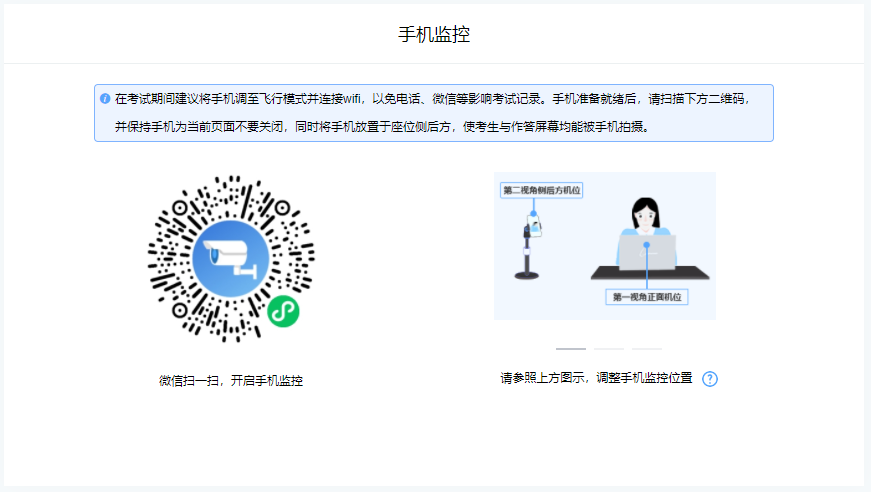 手机监控
在考试期间建议将手机调至飞行模式并连接wifi，以免电话、微信等影响考试记录。手机准备就绪后，请扫描下方二维码，
并保持手机为当前页面不要关闭，同时将手机放置于座位侧后方，使考生与作答屏幕均能被手机拍摄。
第二视角侧后方机位
第一视角正面机位
微信扫一扫，开启手机监控
请参照上方图示，调整手机监控位置